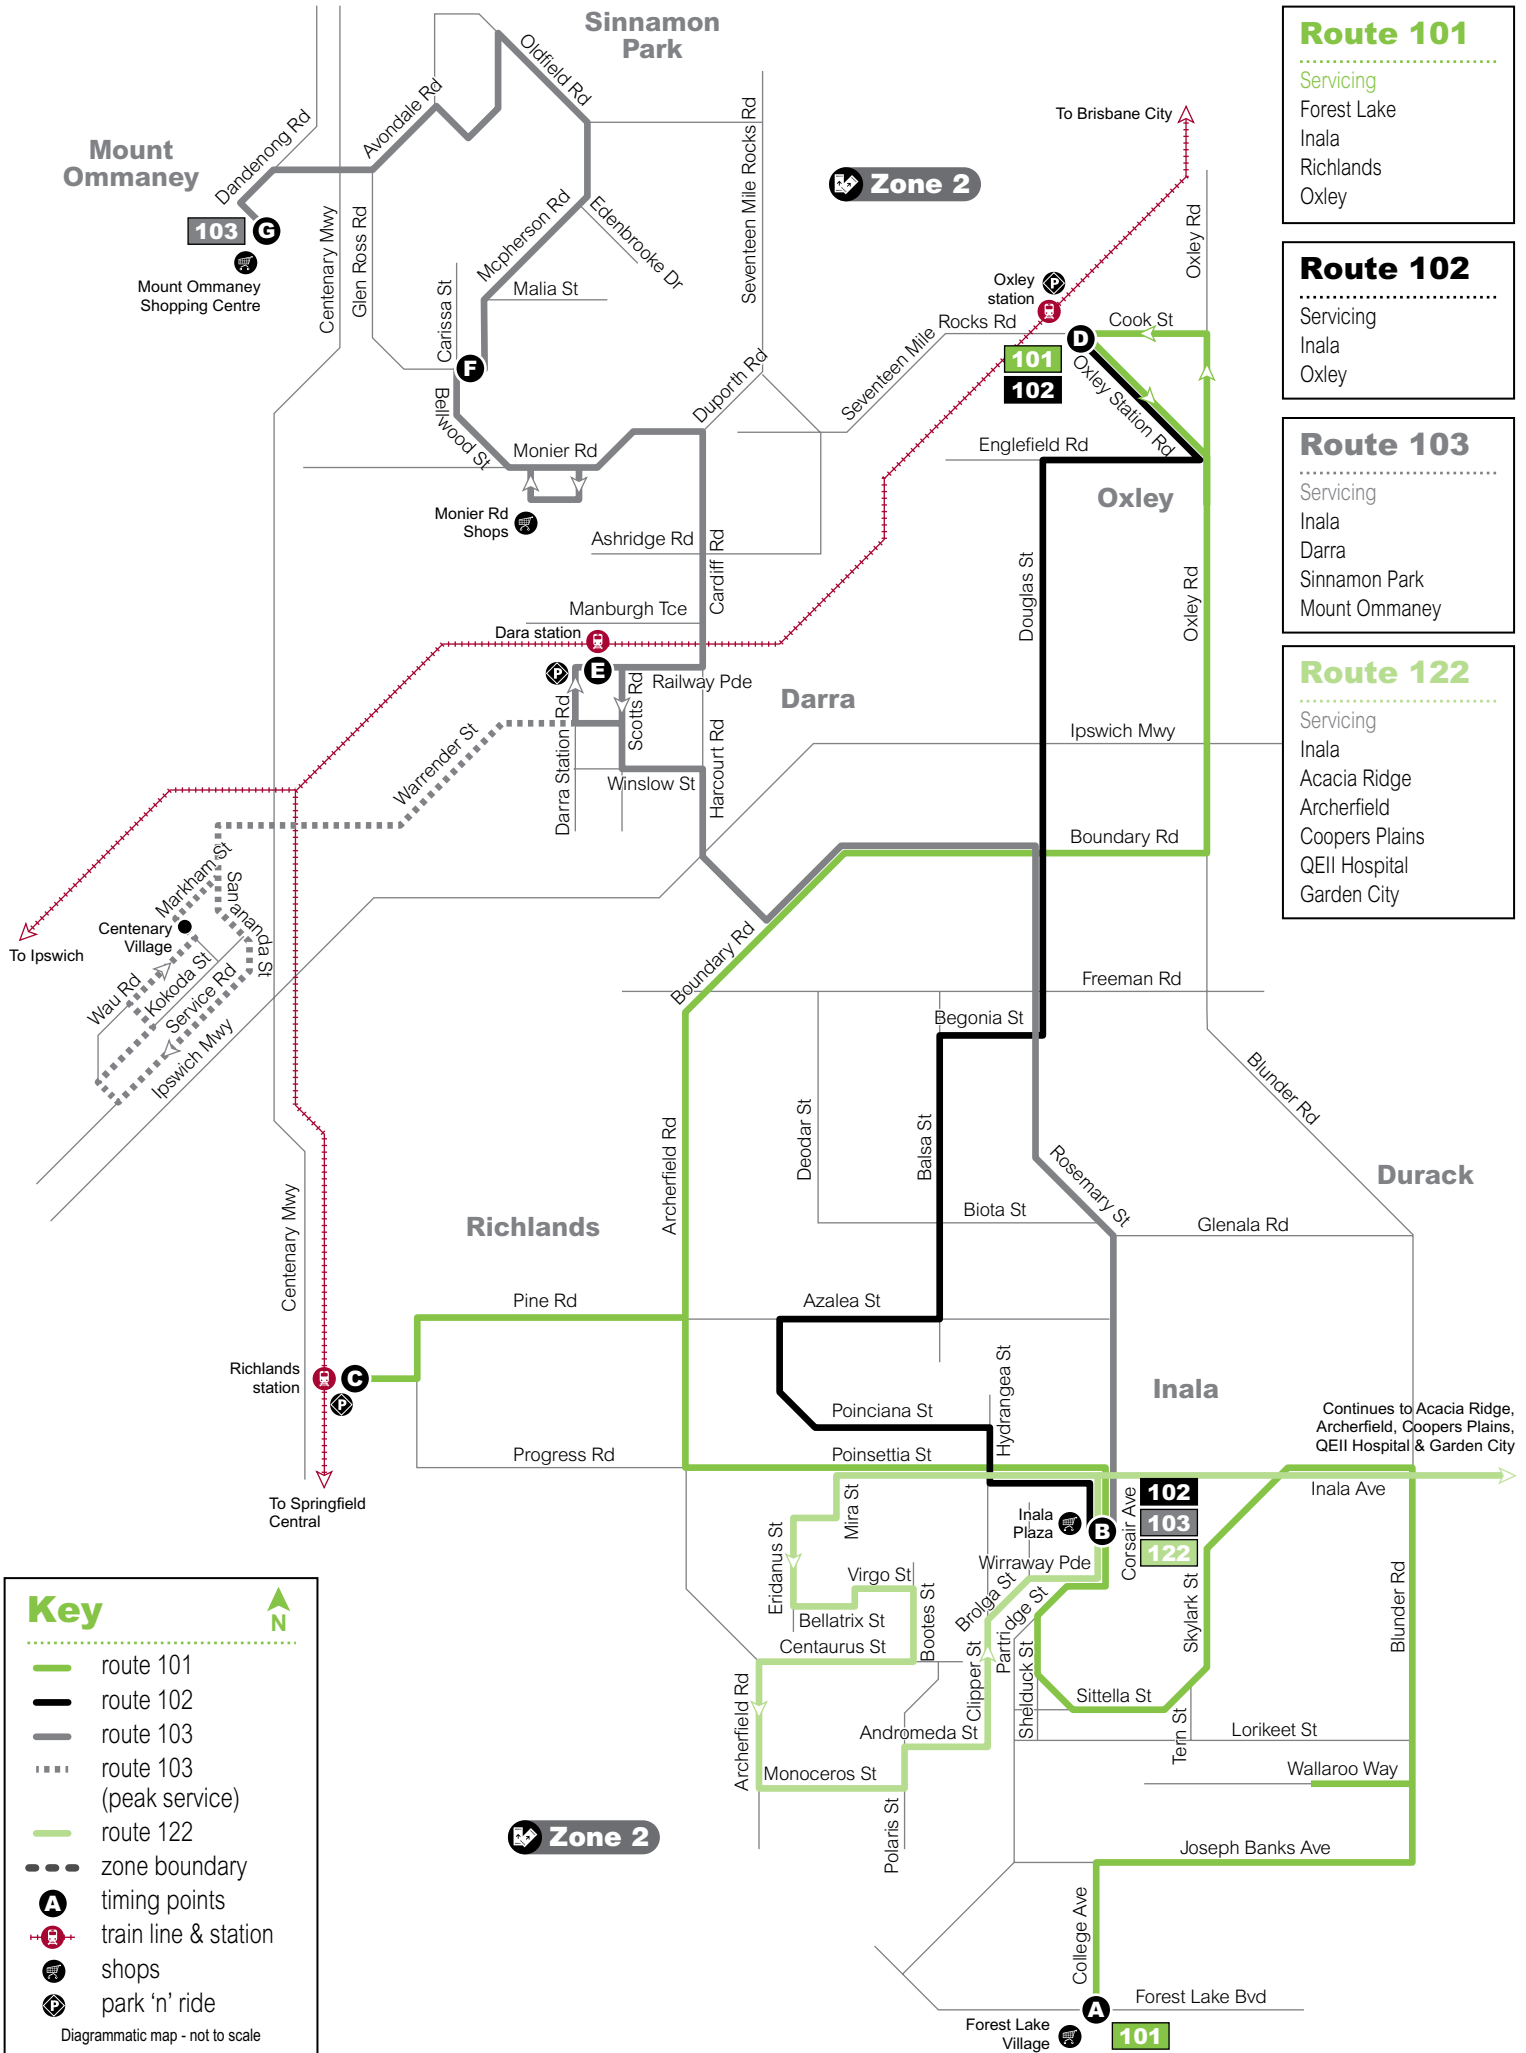 Sinnamon
Park
Mount
Ommaney
Dandenong Rd
Avondale Rd
Oldfield Rd
Centenary Mwy
Glen Ross Rd
Mcpherson Rd
Edenbrooke Dr
Seventeen Mile Rocks Rd
103
G
Mount Ommaney
Shopping Centre
Carissa St
Malia St
F
Bellwood St
Monier Rd
Duporth Rd
Monier Rd
Shops
Ashridge Rd
Cardiff Rd
Manburgh Tce
Dara station
E
Railway Pde
Darra Station Rd
Scotts Rd
Harcourt Rd
Winslow St
Warrender St
Darra
Zone 2
To Brisbane City
Oxley Rd
Oxley
station
Seventeen Mile
Rocks Rd
D
Cook St
101
102
Oxley Station Rd
Englefield Rd
Oxley
Douglas St
Oxley Rd
Ipswich Mwy
Boundary Rd
Route 101
Servicing
Forest Lake
Inala
Richlands
Oxley
Route 102
Servicing
Inala
Oxley
Route 103
Servicing
Inala
Darra
Sinnamon Park
Mount Ommaney
Route 122
Servicing
Inala
Acacia Ridge
Archerfield
Coopers Plains
QEII Hospital
Garden City
To Ipswich
Markham St
Sanananda St
Centenary
Village
Wau Rd
Kokoda St
Service Rd
Ipswich Mwy
Boundary Rd
Freeman Rd
Begonia St
Blunder Rd
Archerfield Rd
Deodar St
Balsa St
Rosemary St
Biota St
Glenala Rd
Durack
Richlands
Centenary Mwy
Pine Rd
Azalea St
Richlands
station
C
Hydrangea St
Inala
Poinciana St
Progress Rd
Poinsettia St
Continues to Acacia Ridge,
Archerfield, Coopers Plains,
QEII Hospital & Garden City
To Springfield
Central
Mira St
Inala
Plaza
B
Corsair Ave
102
103
122
Inala Ave
Eridanus St
Virgo St
Bellatrix St
Centaurus St
Bootes St
Wirraway Pde
Brolga St
Partridge St
Skylark St
Blunder Rd
Clipper St
Shelduck St
Sittella St
Archerfield Rd
Andromeda St
Tern St
Lorikeet St
Monoceros St
Wallaroo Way
Polaris St
Zone 2
Joseph Banks Ave
College Ave
A
Forest Lake Bvd
Forest Lake
Village
101
Key
N
route 101
route 102
route 103
route 103
(peak service)
route 122
zone boundary
A
timing points
train line & station
shops
P
park ‘n’ ride
Diagrammatic map - not to scale